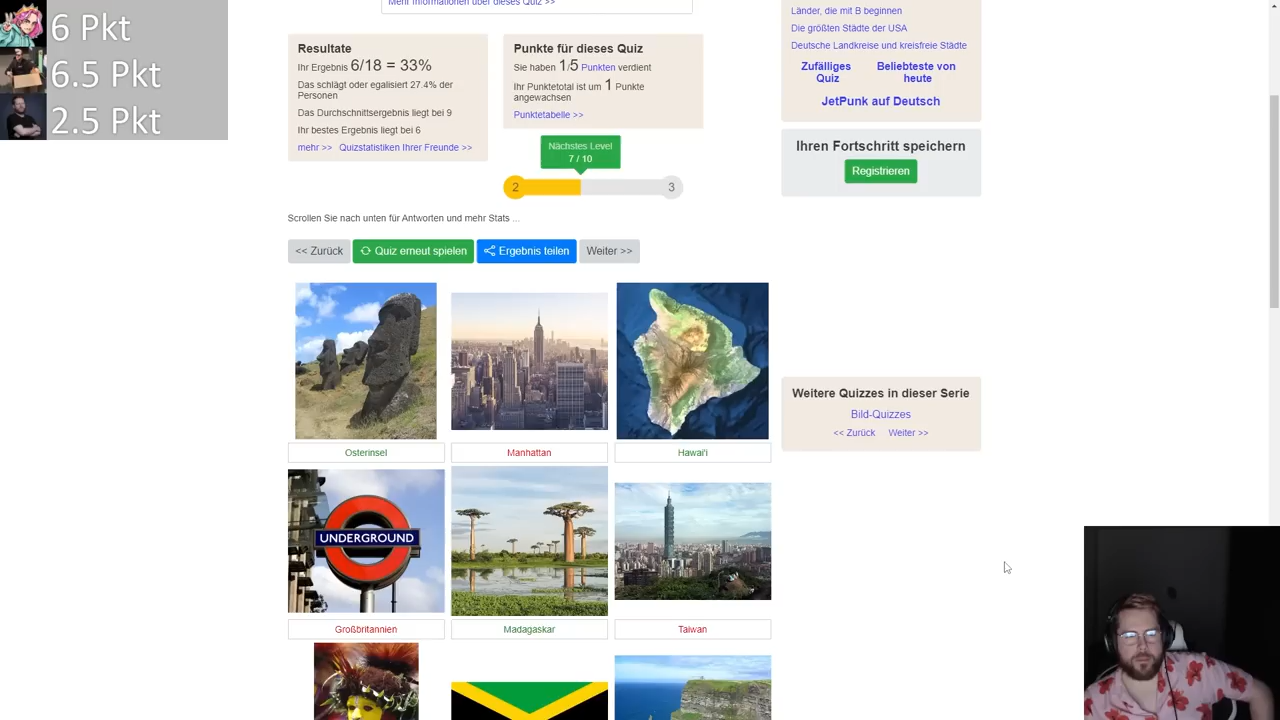 6 Pkt
6.5 Pkt
2.5 Pkt
Mehr Informationen über dieses Quiz >>
Resultate
Ihr Ergebnis 6/18 = 33%
Das schlägt oder egalisiert 27.4% der
Personen
Das Durchschnittsergebnis liegt bei 9
Ihr bestes Ergebnis liegt bei 6
mehr >> Quizstatistiken Ihrer Freunde >>
Punkte für dieses Quiz
Sie haben 1/5 Punkten verdient
Ihr Punktetotal ist um 1 Punkte
angewachsen
Punktetabelle >>
Nächstes Level
7 / 10
2
3
Scrollen Sie nach unten für Antworten und mehr Stats ...
<< Zurück
Quiz erneut spielen
Ergebnis teilen
Weiter >>
Osterinsel
Manhattan
Hawai'i
UNDERGROUND
Großbritannien
Madagaskar
Taiwan
Länder, die mit B beginnen
Die größten Städte der USA
Deutsche Landkreise und kreisfreie Städte
Zufälliges
Quiz
Beliebteste von
heute
JetPunk auf Deutsch
Ihren Fortschritt speichern
Registrieren
Weitere Quizzes in dieser Serie
Bild-Quizzes
<< Zurück Weiter >>